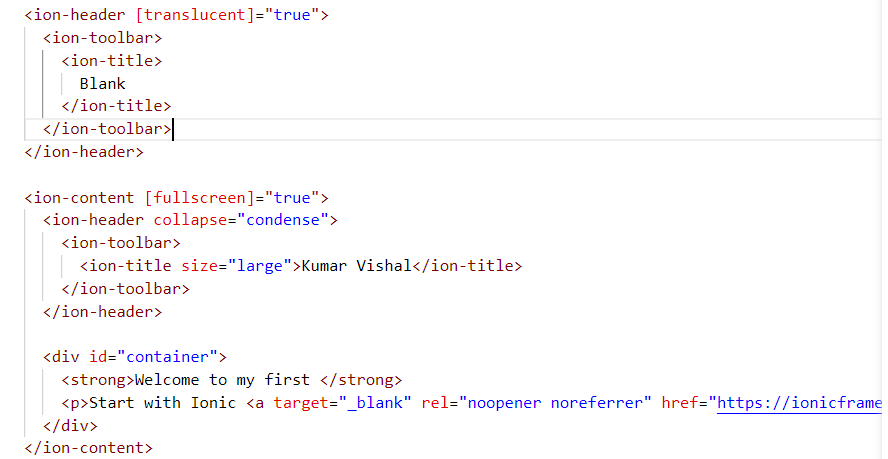 <ion-header [translucent]="true">
<ion-toolbar>
<ion-title>
Blank
</ion-title>
</ion-toolbar>
</ion-header>
<ion-content [fullscreen]="true">
<ion-header collapse="condense">
<ion-toolbar>
<ion-title size="large">Kumar Vishal</ion-title>
</ion-toolbar>
</ion-header>
<div id="container">
<strong>Welcome to my first </strong>
<p>Start with Ionic <a target="_blank" rel="noopener noreferrer" href="https://ionicframe
</div>
</ion-content>